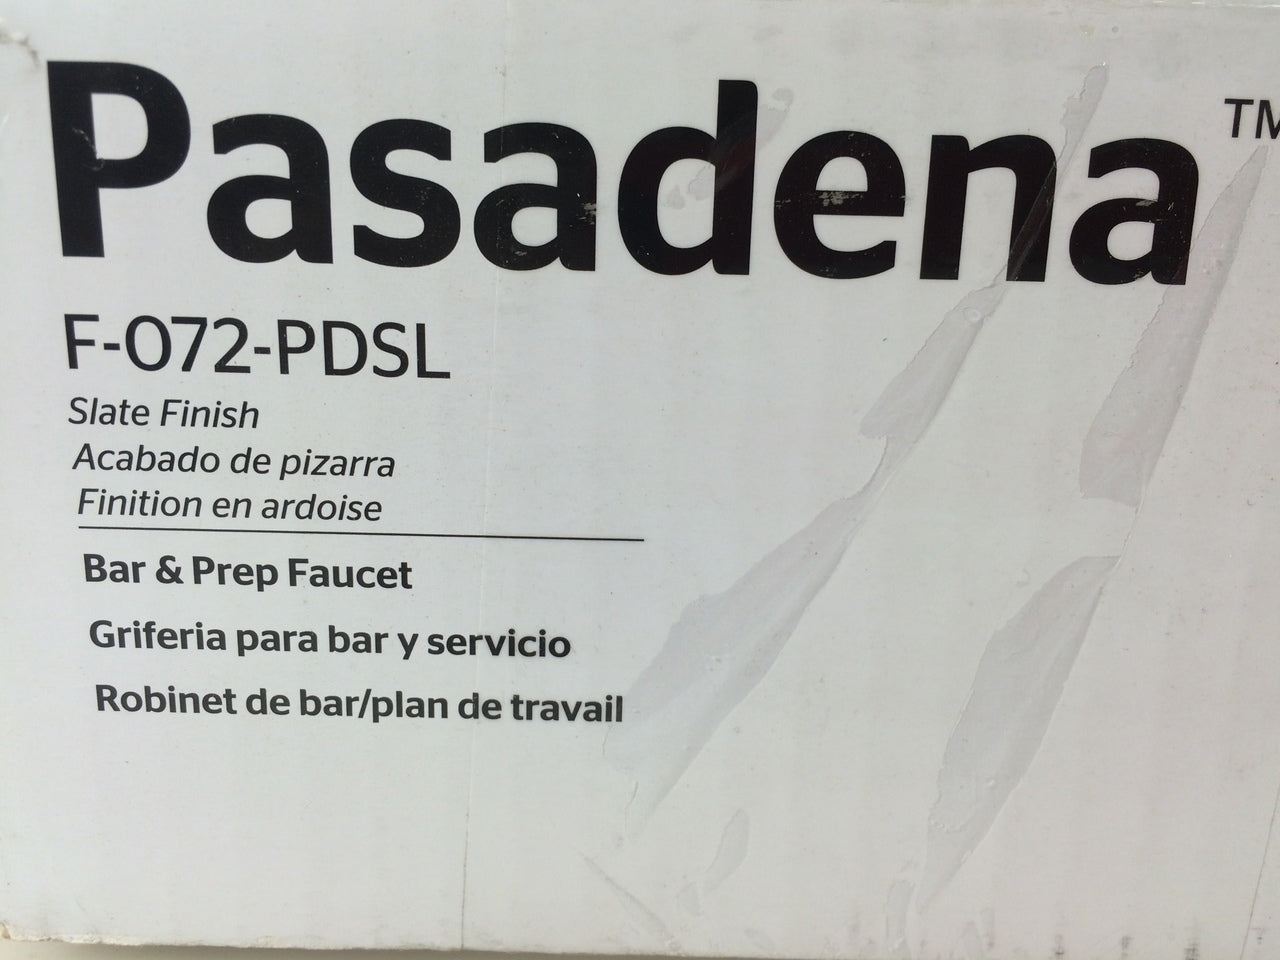 Pasadena™
F-072-PDSL
Slate Finish
Acabado de pizarra
Finition en ardoise
Bar & Prep Faucet
Griferia para bar y servicio
Robinet de bar/plan de travail